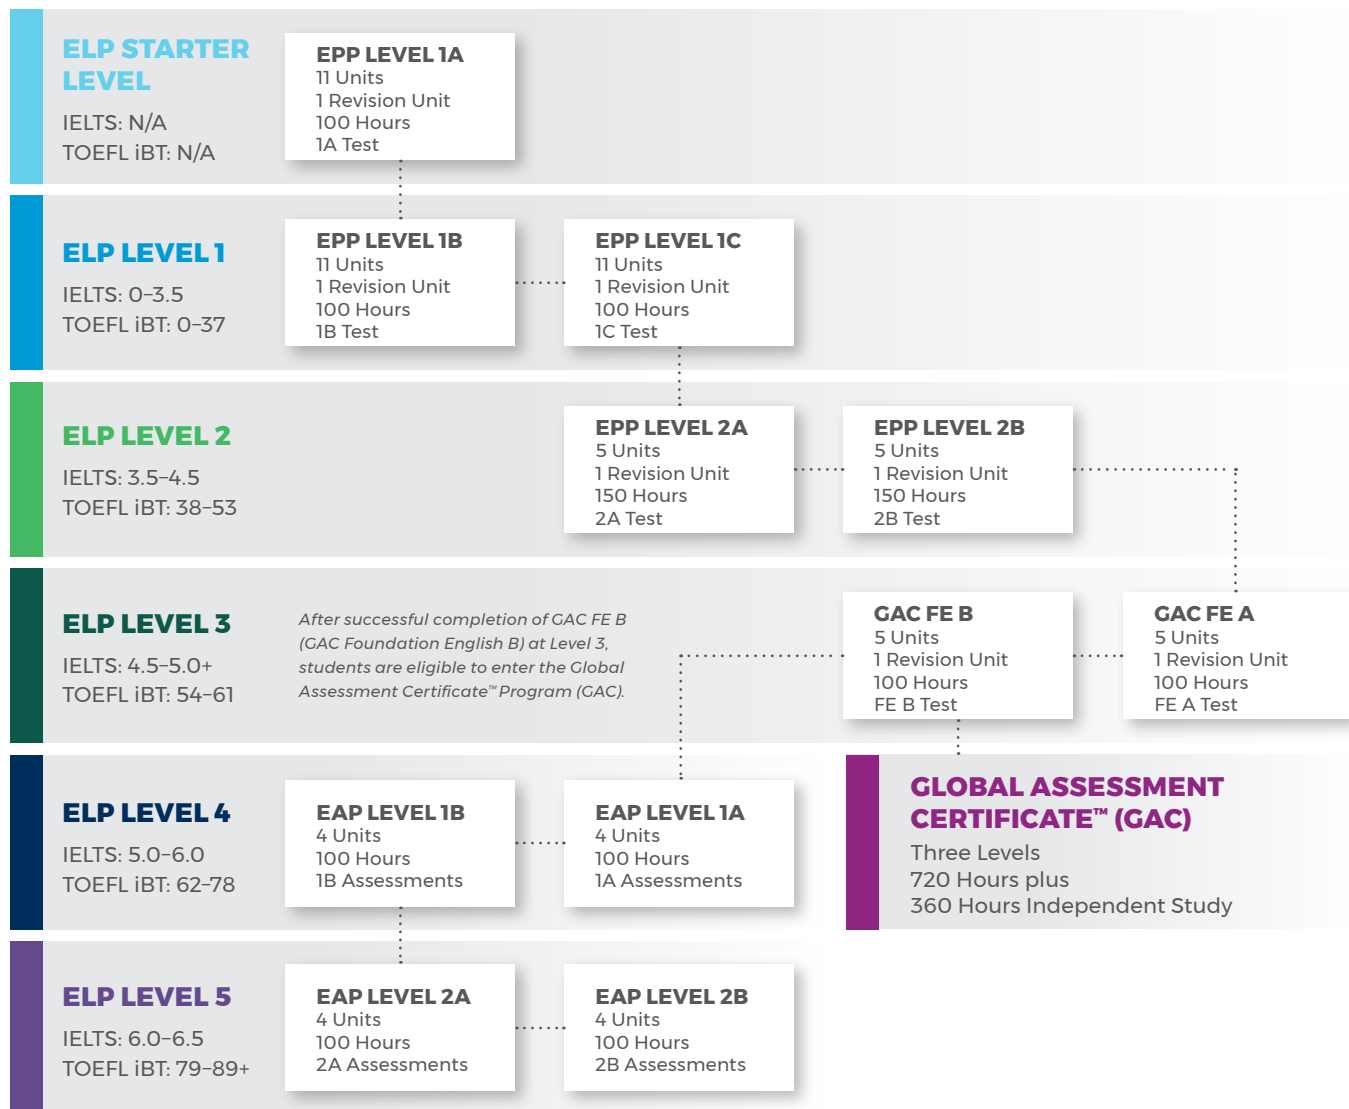 ELP STARTER
LEVEL
IELTS: N/A
TOEFL iBT: N/A
EPP LEVEL 1A
11 Units
1 Revision Unit
100 Hours
1A Test
ELP LEVEL 1
IELTS: 0–3.5
TOEFL iBT: 0–37
EPP LEVEL 1B
11 Units
1 Revision Unit
100 Hours
1B Test
EPP LEVEL 1C
11 Units
1 Revision Unit
100 Hours
1C Test
ELP LEVEL 2
IELTS: 3.5–4.5
TOEFL iBT: 38–53
EPP LEVEL 2A
5 Units
1 Revision Unit
150 Hours
2A Test
EPP LEVEL 2B
5 Units
1 Revision Unit
150 Hours
2B Test
ELP LEVEL 3
IELTS: 4.5–5.0+
TOEFL iBT: 54–61
After successful completion of GAC FE B
(GAC Foundation English B) at Level 3,
students are eligible to enter the Global
Assessment Certificate™ Program (GAC).
GAC FE B
5 Units
1 Revision Unit
100 Hours
FE B Test
GAC FE A
5 Units
1 Revision Unit
100 Hours
FE A Test
ELP LEVEL 4
IELTS: 5.0–6.0
TOEFL iBT: 62–78
EAP LEVEL 1B
4 Units
100 Hours
1B Assessments
EAP LEVEL 1A
4 Units
100 Hours
1A Assessments
GLOBAL ASSESSMENT
CERTIFICATE™ (GAC)
Three Levels
720 Hours plus
360 Hours Independent Study
ELP LEVEL 5
IELTS: 6.0–6.5
TOEFL iBT: 79–89+
EAP LEVEL 2A
4 Units
100 Hours
2A Assessments
EAP LEVEL 2B
4 Units
100 Hours
2B Assessments